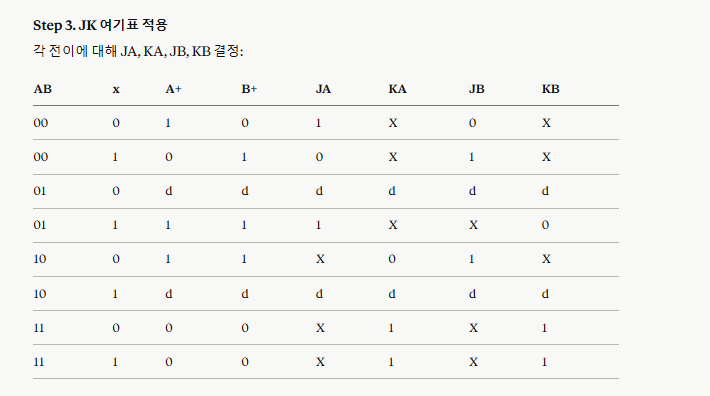 Step 3. JK 여기표 적용
각 전이에 대해 JA, KA, JB, KB 결정:
AB x A+ B+ JA KA JB KB
00 0 1 0 1 X 0 X
00 1 0 1 0 X 1 X
01 0 d d d d d d
01 1 1 1 1 X X 0
10 0 1 1 X 0 1 X
10 1 d d d d d d
11 0 0 0 X 1 X 1
11 1 0 0 X 1 X 1